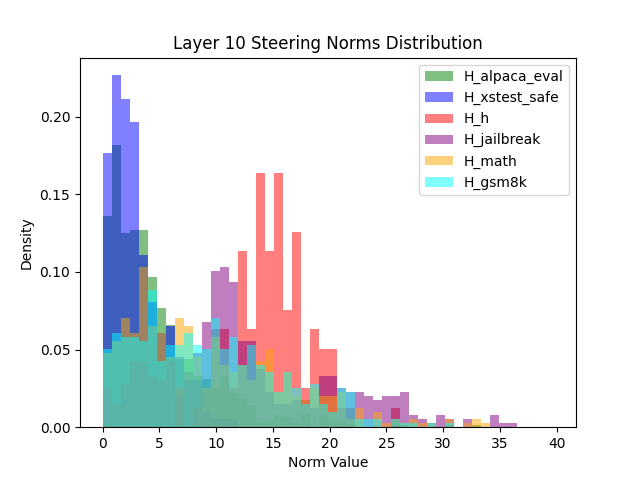 Layer 10 Steering Norms Distribution
H_alpaca_eval
H_xstest_safe
H_h
H_jailbreak
H_math
H_gsm8k
0.20
0.15
0.10
0.05
0.00
Density
0 5 10 15 20 25 30 35 40
Norm Value